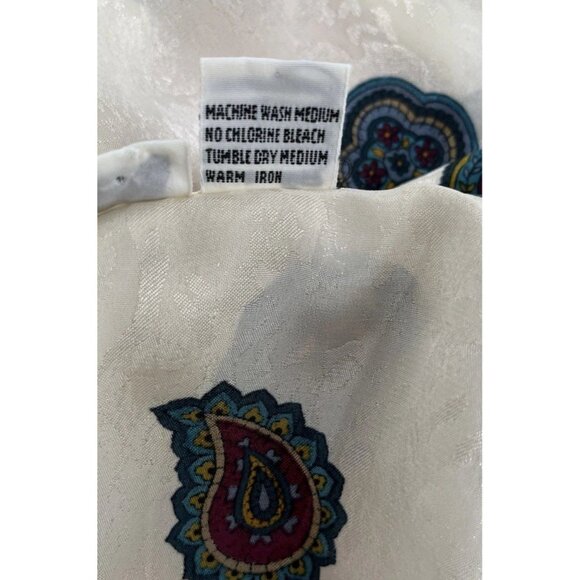 MACHINE WASH MEDIUM
NO CHLORINE BLEACH
TUMBLE DRY MEDIUM
WARM IRON